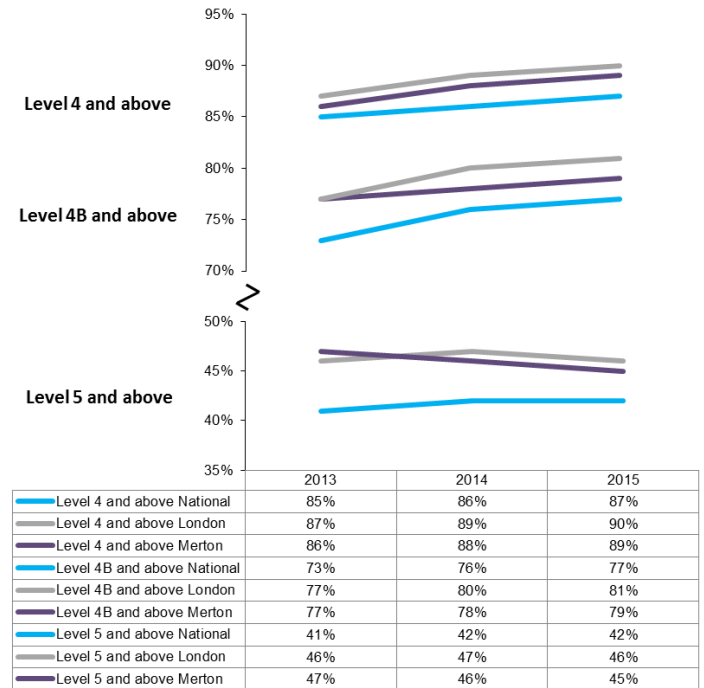 95%
90%
Level 4 and above
85%
80%
Level 4B and above
75%
70%
50%
45%
Level 5 and above
40%
35%
2013 2014 2015
Level 4 and above National 85% 86% 87%
Level 4 and above London 87% 89% 90%
Level 4 and above Merton 86% 88% 89%
Level 4B and above National 73% 76% 77%
Level 4B and above London 77% 80% 81%
Level 4B and above Merton 77% 78% 79%
Level 5 and above National 41% 42% 42%
Level 5 and above London 46% 47% 46%
Level 5 and above Merton 47% 46% 45%